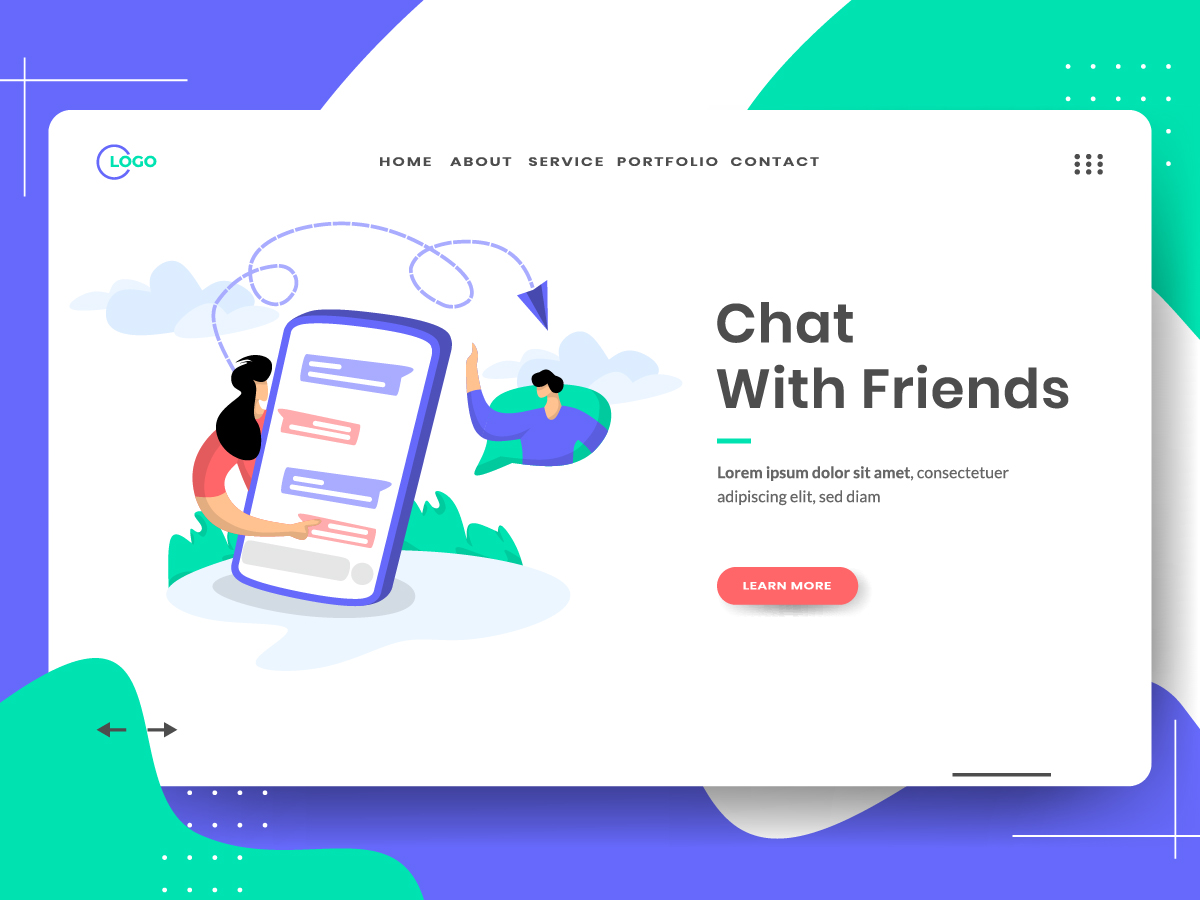 LOGO
HOME ABOUT SERVICE PORTFOLIO CONTACT
Chat
With Friends
Lorem ipsum dolor sit amet, consectetuer
adipiscing elit, sed diam
LEARN MORE